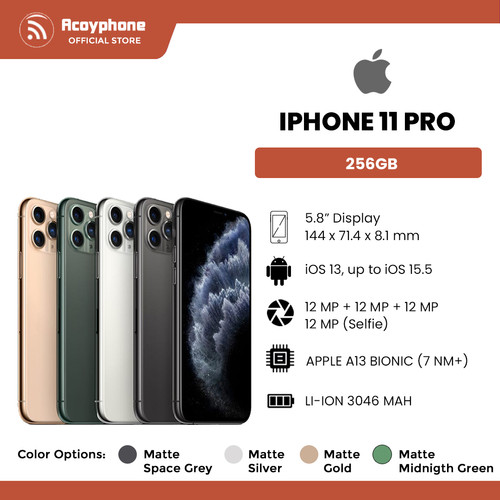 Acoyphone
OFFICIAL STORE
IPHONE 11 PRO
256GB
5.8” Display
144 x 71.4 x 8.1 mm
iOS 13, up to iOS 15.5
12 MP + 12 MP + 12 MP
12 MP (Selfie)
APPLE A13 BIONIC (7 NM+)
LI-ION 3046 MAH
Color Options:
Matte
Space Grey
Matte
Silver
Matte
Gold
Matte
Midnigth Green